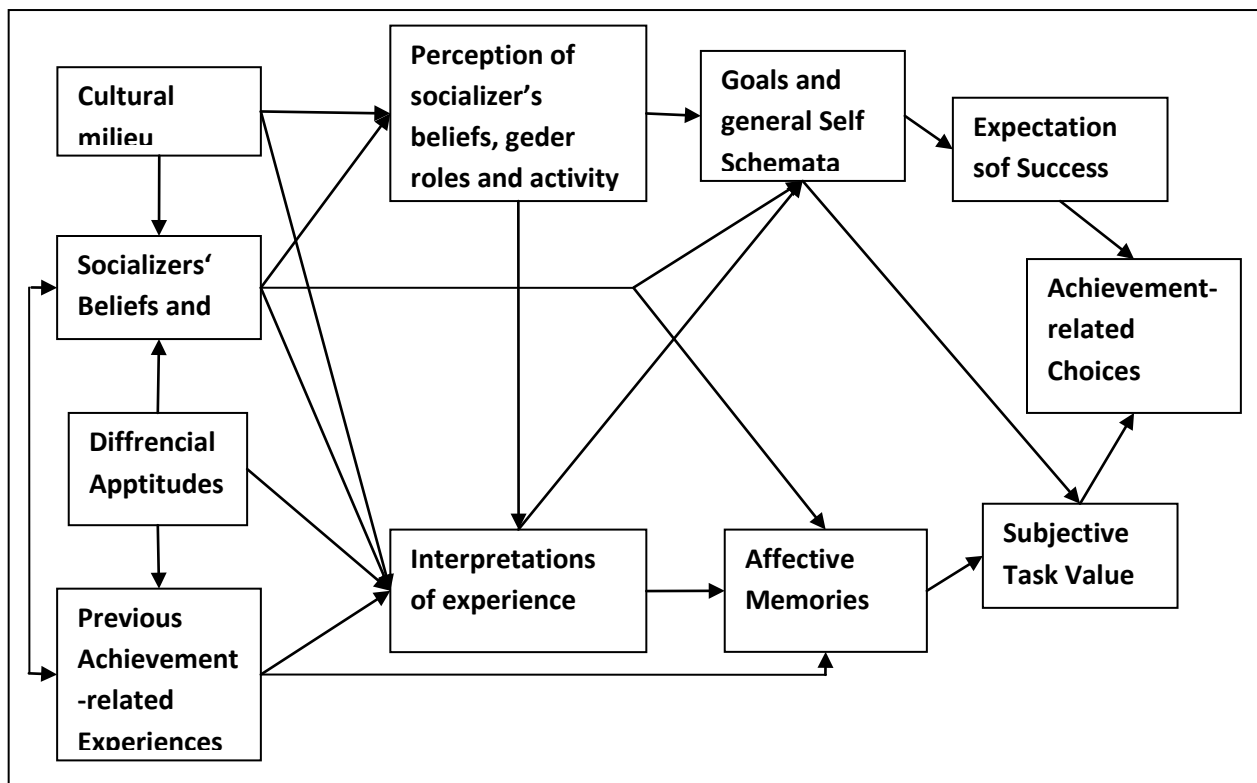 Cultural
milieu
Perception of
socializer's
beliefs, geder
roles and activity
Goals and
general Self
Schemata
Expectation
sof Success
Socializers‘
Beliefs and
Achievement-
related
Choices
Diffrencial
Apptitudes
Interpretations
of experience
Affective
Memories
Subjective
Task Value
Previous
Achievement
-related
Experiences